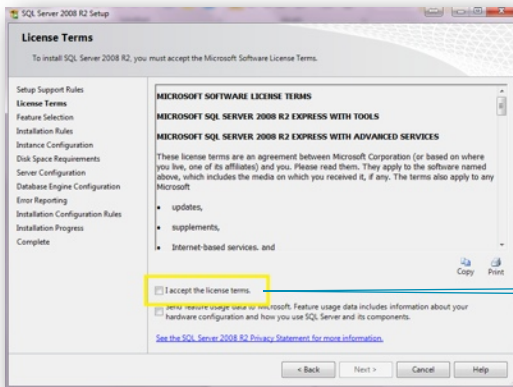 SQL Server 2008 R2 Setup
License Terms
To install SQL Server 2008 R2, you must accept the Microsoft Software License Terms.
Setup Support Rules
License Terms
Feature Selection
Installation Rules
Instance Configuration
Disk Space Requirements
Server Configuration
Database Engine Configuration
Error Reporting
Installation Configuration Rules
Installation Progress
Complete
MICROSOFT SOFTWARE LICENSE TERMS
MICROSOFT SQL SERVER 2008 R2 EXPRESS WITH TOOLS
MICROSOFT SQL SERVER 2008 R2 EXPRESS WITH ADVANCED SERVICES
These license terms are an agreement between Microsoft Corporation (or based on where
you live, one of its affiliates) and you. Please read them. They apply to the software named
above, which includes the media on which you received it, if any. The terms also apply to any
Microsoft
• updates,
• supplements,
• Internet-based services, and
Copy Print
I accept the license terms.
Send feature usage data to Microsoft. Feature usage data includes information about your
hardware configuration and how you use SQL Server and its components.
See the SQL Server 2008 R2 Privacy Statement for more information.
< Back Next > Cancel Help